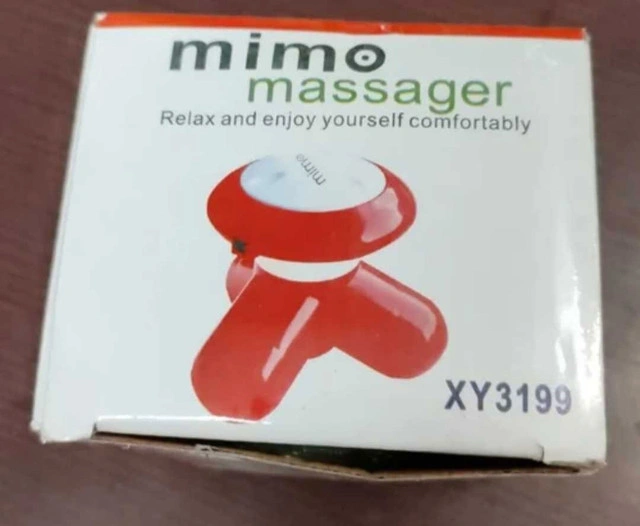 mimo
massager
Relax and enjoy yourself comfortably
mimo
XY3199